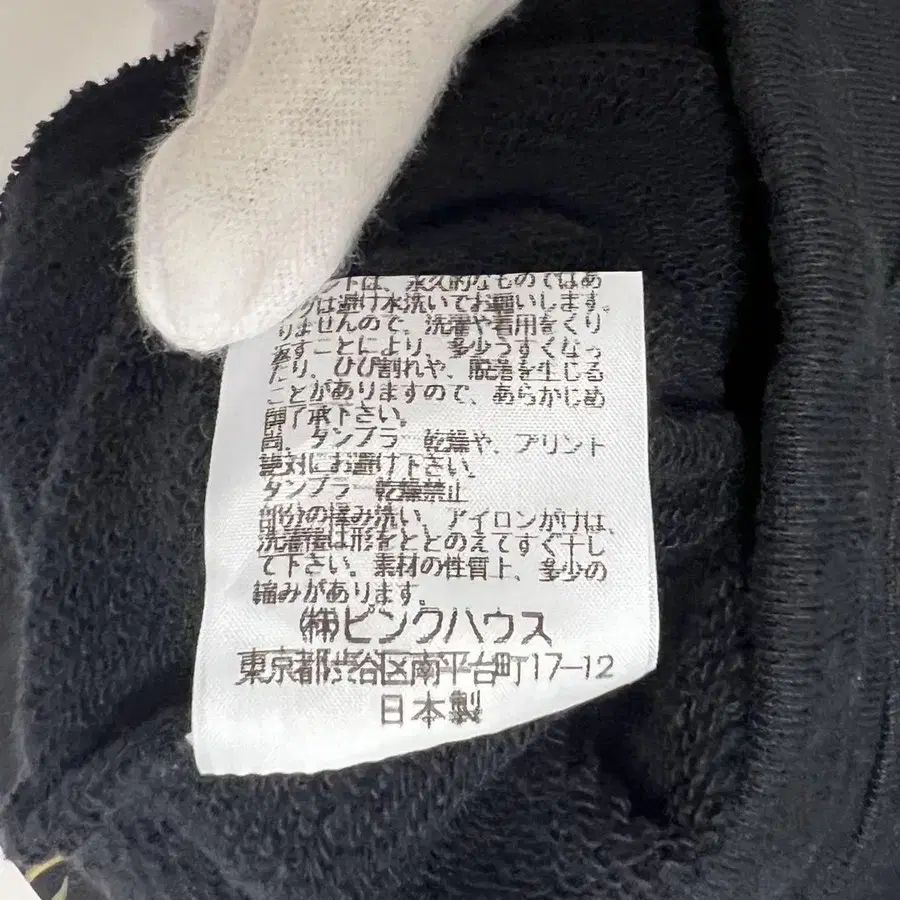 ントは、永久的なものではあ
は避け水洗いでお願いします。
りませんので、洗濯や着用をくり
返すことにより、多少うすくなっ
たり、ひび割れや、脱落を生じる
ことがありますので、あらかじめ
御了承下さい。
尚、タンブラー乾燥や、プリント
絶対にお避け下さい。
タンブラー乾燥禁止
部分の揉み洗い、アイロンがけは、
洗濯後は形をととのえてすぐ干し
て下さい。素材の性質上、多少の
縮みがあります。
㈱ピンクハウス
東京都渋谷区南平台町17-12
日本製